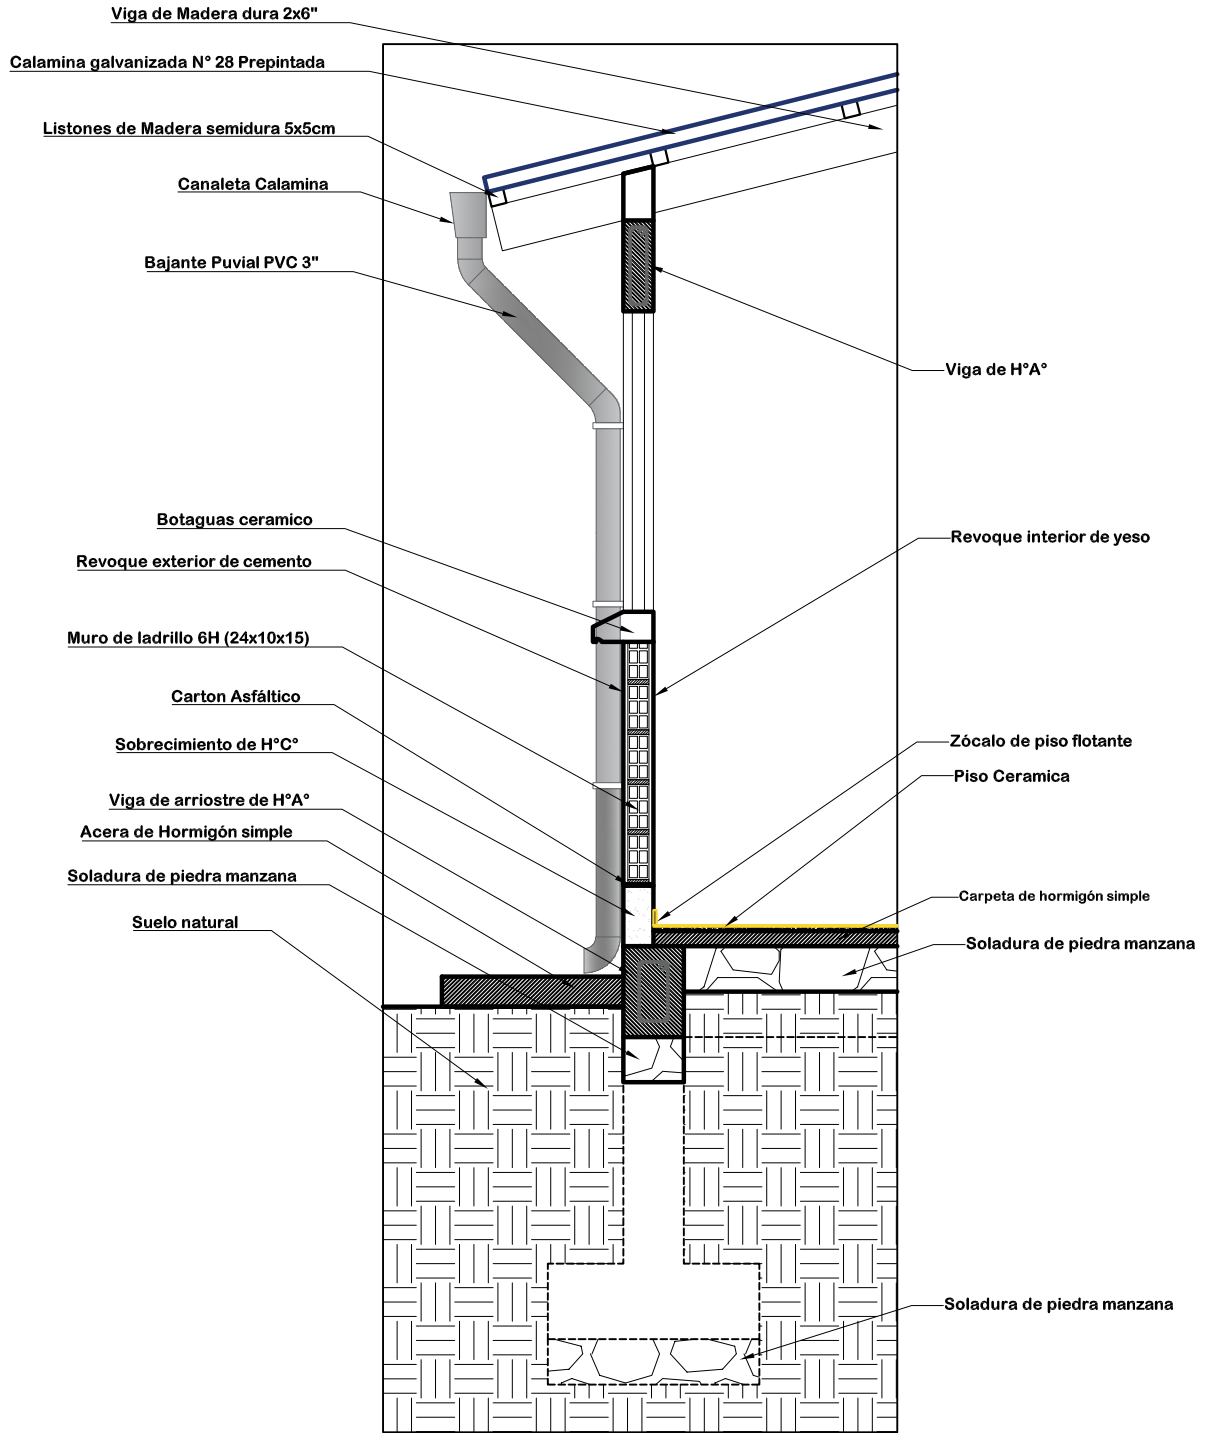 Viga de Madera dura 2x6"
Calamina galvanizada N° 28 Prepintada
Listones de Madera semidura 5x5cm
Canaleta Calamina
Bajante Puvial PVC 3"
Viga de H°A°
Botaguas ceramico
Revoque interior de yeso
Revoque exterior de cemento
Muro de ladrillo 6H (24x10x15)
Carton Asfáltico
Sobrecimiento de H°C°
Zócalo de piso flotante
Piso Ceramica
Viga de arriostre de H°A°
Acera de Hormigón simple
Soladura de piedra manzana
Carpeta de hormigón simple
Suelo natural
Soladura de piedra manzana
Soladura de piedra manzana